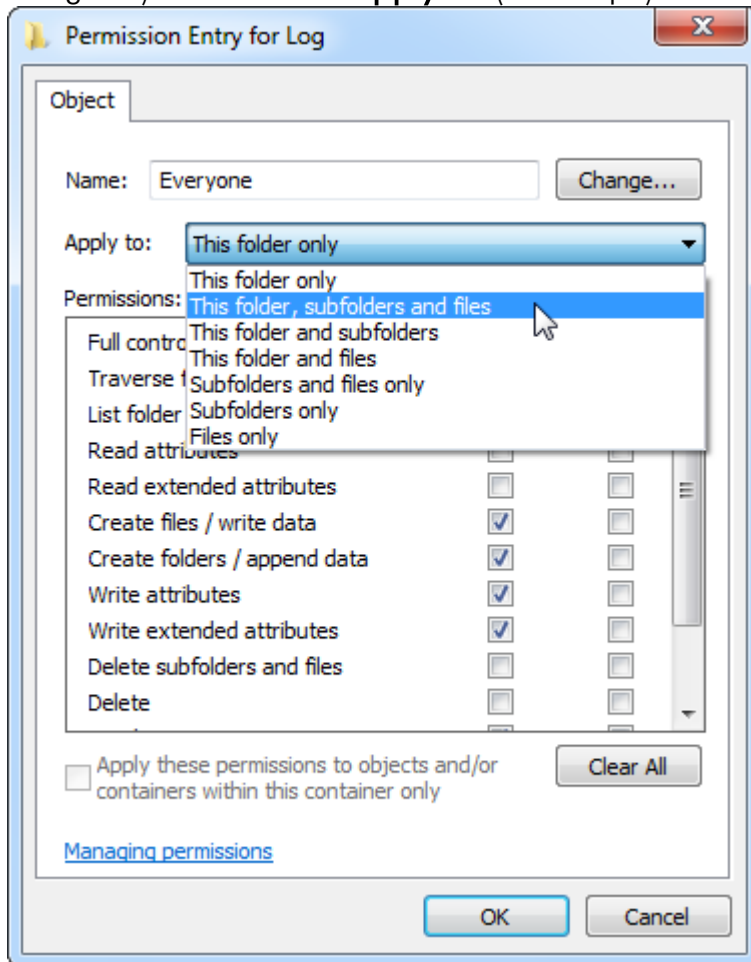 Permission Entry for Log
Object
Name: Everyone Change...
Apply to: This folder only
This folder only
Permissions: This folder, subfolders and files
This folder and subfolders
Full contro
This folder and files
Traverse f
Subfolders and files only
List folder
Subfolders only
Files only
Read attributes
Read extended attributes
Create files / write data
Create folders / append data
Write attributes
Write extended attributes
Delete subfolders and files
Delete
Apply these permissions to objects and/or
containers within this container only
Clear All
Managing permissions
OK Cancel